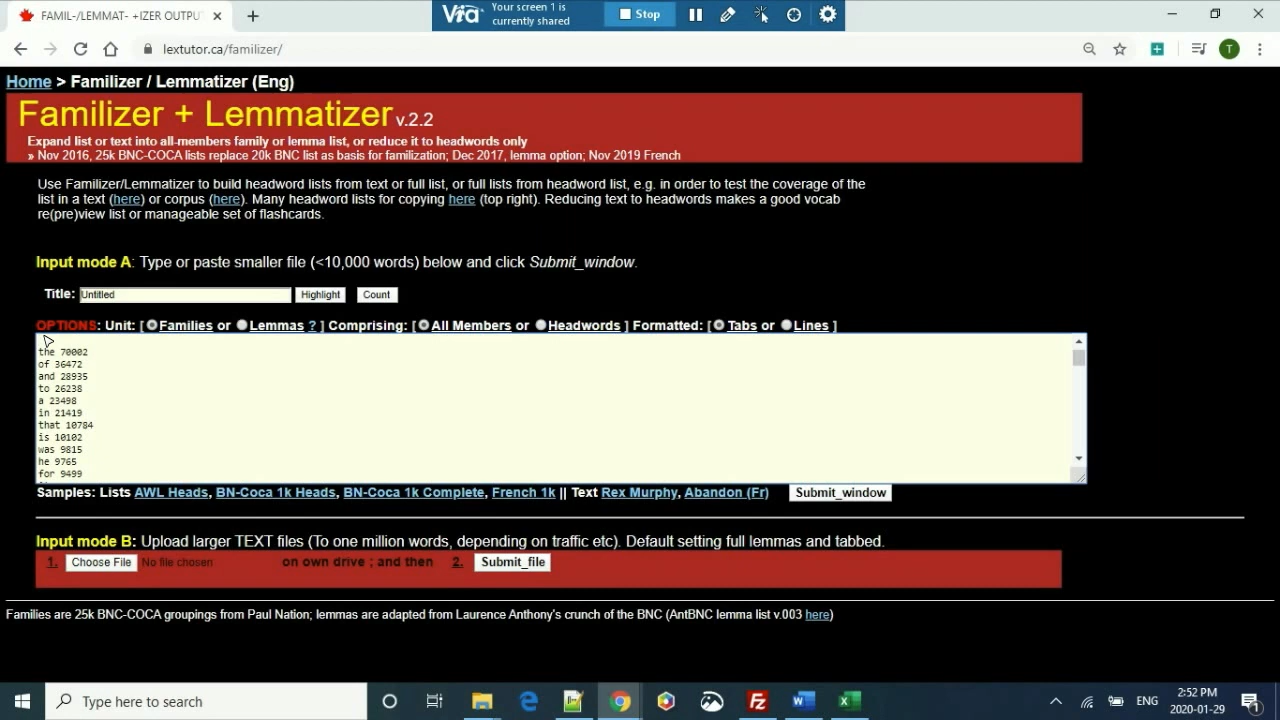 FAMIL-/LEMMAT- +IZER OUTPU
Vid Your screen 1 is currently shared Stop
lextutor.ca/familizer/
T
Home > Familizer / Lemmatizer (Eng)
Familizer + Lemmatizer v.2.2
Expand list or text into all-members family or lemma list, or reduce it to headwords only
» Nov 2016, 25k BNC-COCA lists replace 20k BNC list as basis for familization; Dec 2017, lemma option; Nov 2019 French
Use Familizer/Lemmatizer to build headword lists from text or full list, or full lists from headword list, e.g. in order to test the coverage of the
list in a text (here) or corpus (here). Many headword lists for copying here (top right). Reducing text to headwords makes a good vocab
re(pre)view list or manageable set of flashcards.
Input mode A: Type or paste smaller file (<10,000 words) below and click Submit_window.
Title: Untitled Highlight Count
OPTIONS: Unit: [ Families or Lemmas ? ] Comprising: [ All Members or Headwords ] Formatted: [ Tabs or Lines ]
the 70002
of 36472
and 28935
to 26238
a 23498
in 21419
that 10784
is 10102
was 9815
he 9765
for 9499
Samples: Lists AWL Heads, BN-Coca 1k Heads, BN-Coca 1k Complete, French 1k || Text Rex Murphy, Abandon (Fr) Submit_window
Input mode B: Upload larger TEXT files (To one million words, depending on traffic etc). Default setting full lemmas and tabbed.
1. Choose File No file chosen on own drive ; and then 2. Submit_file
Families are 25k BNC-COCA groupings from Paul Nation; lemmas are adapted from Laurence Anthony's crunch of the BNC (AntBNC lemma list v.003 here)
Type here to search
ENG
2:52 PM
2020-01-29
1